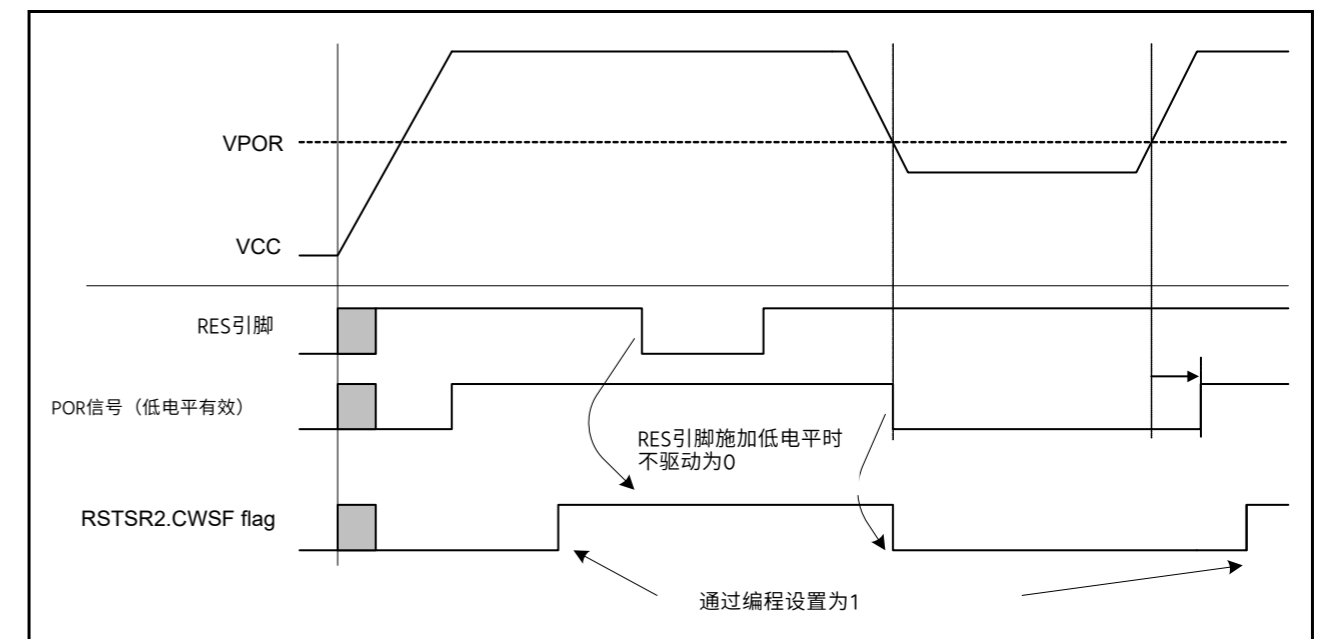 VPOR
VCC
RES引脚
POR信号（低电平有效）
RES引脚施加低电平时
不驱动为0
RSTSR2.CWSF flag
通过编程设置为1